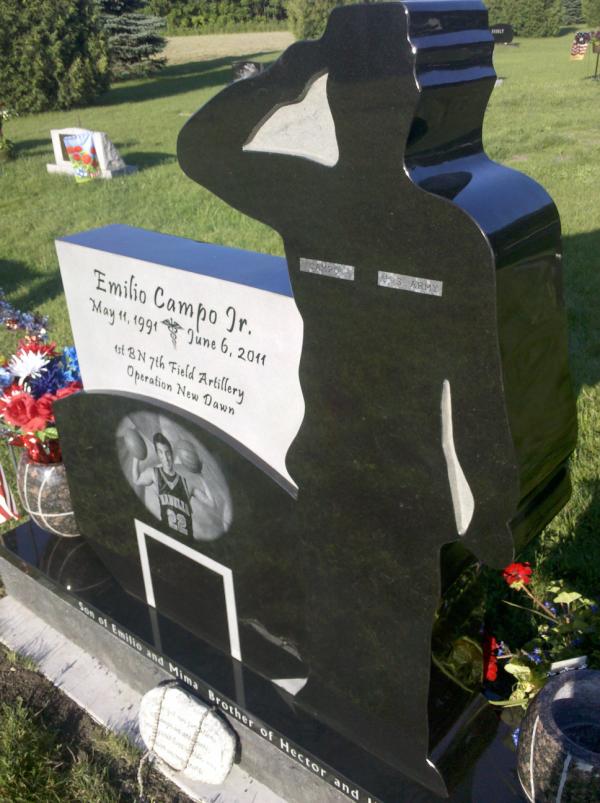 CAMPO
U.S. ARMY
Emilio Campo Jr.
May 11, 1991 June 6, 2011
1st BN 7th Field Artillery
Operation New Dawn
22
Son of Emilio and Mima Brother of Hector and